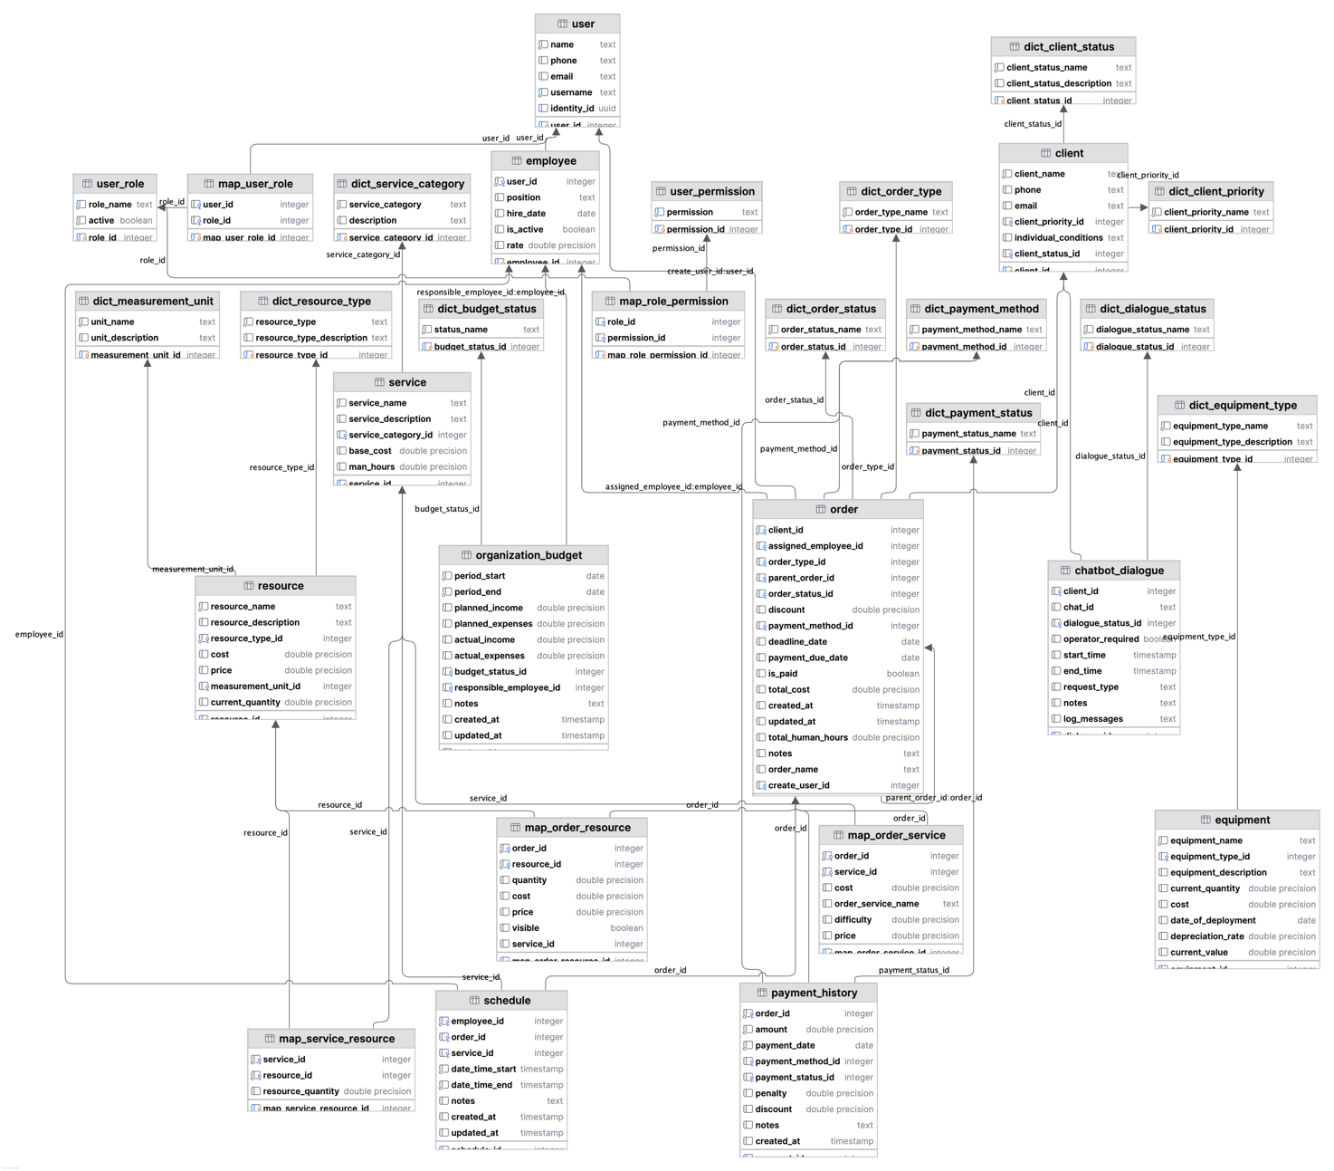 user
name text
phone text
email text
username text
identity_id uuid
user_id integer
dict_client_status
client_status_name text
client_status_description text
client_status_id integer
client_status_id
user_id
user_id
client
client_name text
phone text
email text
client_priority_id integer
individual_conditions text
client_status_id integer
client_id integer
client_priority_id
employee
user_id integer
position text
hire_date date
is_active boolean
rate double precision
employee_id integer
user_role
role_name text
active boolean
role_id integer
role_id
map_user_role
user_id integer
role_id integer
map_user_role_id integer
dict_service_category
service_category text
description text
service_category_id integer
user_permission
permission text
permission_id integer
dict_order_type
order_type_name text
order_type_id integer
dict_client_priority
client_priority_name text
client_priority_id integer
permission_id
service_category_id
role_id
create_user_id:user_id
responsible_employee_id:employee_id
dict_measurement_unit
unit_name text
unit_description text
measurement_unit_id integer
dict_resource_type
resource_type text
resource_type_description text
resource_type_id integer
dict_budget_status
status_name text
budget_status_id integer
map_role_permission
role_id integer
permission_id integer
map_role_permission_id integer
dict_order_status
order_status_name text
order_status_id integer
dict_payment_method
payment_method_name text
payment_method_id integer
dict_dialogue_status
dialogue_status_name text
dialogue_status_id integer
service
service_name text
service_description text
service_category_id integer
base_cost double precision
man_hours double precision
service_id integer
client_id
order_status_id
dict_payment_status
payment_status_name text
payment_status_id integer
dict_equipment_type
equipment_type_name text
equipment_type_description text
equipment_type_id integer
payment_method_id
client_id
payment_method_id
dialogue_status_id
resource_type_id
order_type_id
assigned_employee_id:employee_id
budget_status_id
order
client_id integer
assigned_employee_id integer
order_type_id integer
parent_order_id integer
order_status_id integer
discount double precision
payment_method_id integer
deadline_date date
payment_due_date date
is_paid boolean
total_cost double precision
created_at timestamp
updated_at timestamp
total_human_hours double precision
notes text
order_name text
create_user_id integer
organization_budget
period_start date
period_end date
planned_income double precision
planned_expenses double precision
actual_income double precision
actual_expenses double precision
budget_status_id integer
responsible_employee_id integer
notes text
created_at timestamp
updated_at timestamp
measurement_unit_id
resource
resource_name text
resource_description text
resource_type_id integer
cost double precision
price double precision
measurement_unit_id integer
current_quantity double precision
resource_id integer
chatbot_dialogue
client_id integer
chat_id text
dialogue_status_id integer
operator_required boolean
start_time timestamp
end_time timestamp
request_type text
notes text
log_messages text
equipment_type_id
employee_id
parent_order_id:order_id
resource_id
service_id
order_id
order_id
order_id
resource_id
service_id
map_order_resource
order_id integer
resource_id integer
quantity double precision
cost double precision
price double precision
visible boolean
service_id integer
map_order_resource_id integer
map_order_service
order_id integer
service_id integer
cost double precision
order_service_name text
difficulty double precision
price double precision
map_order_service_id integer
equipment
equipment_name text
equipment_type_id integer
equipment_description text
current_quantity double precision
cost double precision
date_of_deployment date
depreciation_rate double precision
current_value double precision
equipment_id integer
service_id
order_id
payment_status_id
schedule
employee_id integer
order_id integer
service_id integer
date_time_start timestamp
date_time_end timestamp
notes text
created_at timestamp
updated_at timestamp
schedule_id integer
payment_history
order_id integer
amount double precision
payment_date date
payment_method_id integer
payment_status_id integer
penalty double precision
discount double precision
notes text
created_at timestamp
map_service_resource
service_id integer
resource_id integer
resource_quantity double precision
map_service_resource_id integer